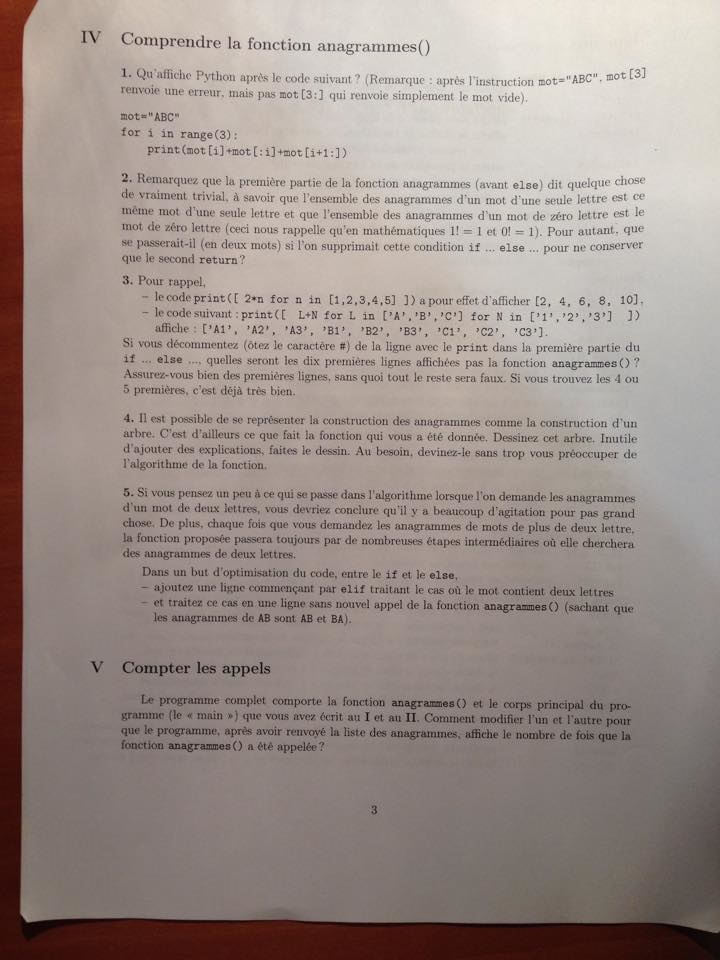 IV Comprendre la fonction anagrammes()
1. Qu'affiche Python après le code suivant ? (Remarque : après l'instruction mot="ABC", mot[3]
renvoie une erreur, mais pas mot[3:] qui renvoie simplement le mot vide).
mot="ABC"
for i in range(3):
    print(mot[i]+mot[:i]+mot[i+1:])
2. Remarquez que la première partie de la fonction anagrammes (avant else) dit quelque chose
de vraiment trivial, à savoir que l'ensemble des anagrammes d'un mot d'une seule lettre est ce
même mot d'une seule lettre et que l'ensemble des anagrammes d'un mot de zéro lettre est le
mot de zéro lettre (ceci nous rappelle qu'en mathématiques 1! = 1 et 0! = 1). Pour autant, que
se passerait-il (en deux mots) si l'on supprimait cette condition if ... else ... pour ne conserver
que le second return ?
3. Pour rappel,
– le code print([ 2*n for n in [1,2,3,4,5] ]) a pour effet d'afficher [2, 4, 6, 8, 10],
– le code suivant : print([ L+N for L in ['A','B','C'] for N in ['1','2','3'] ])
affiche : ['A1', 'A2', 'A3', 'B1', 'B2', 'B3', 'C1', 'C2', 'C3'].
Si vous décommentez (ôtez le caractère #) de la ligne avec le print dans la première partie du
if ... else ..., quelles seront les dix premières lignes affichées pas la fonction anagrammes() ?
Assurez-vous bien des premières lignes, sans quoi tout le reste sera faux. Si vous trouvez les 4 ou
5 premières, c'est déjà très bien.
4. Il est possible de se représenter la construction des anagrammes comme la construction d'un
arbre. C'est d'ailleurs ce que fait la fonction qui vous a été donnée. Dessinez cet arbre. Inutile
d'ajouter des explications, faites le dessin. Au besoin, devinez-le sans trop vous préoccuper de
l'algorithme de la fonction.
5. Si vous pensez un peu à ce qui se passe dans l'algorithme lorsque l'on demande les anagrammes
d'un mot de deux lettres, vous devriez conclure qu'il y a beaucoup d'agitation pour pas grand
chose. De plus, chaque fois que vous demandez les anagrammes de mots de plus de deux lettre,
la fonction proposée passera toujours par de nombreuses étapes intermédiaires où elle cherchera
des anagrammes de deux lettres.
Dans un but d'optimisation du code, entre le if et le else,
– ajoutez une ligne commençant par elif traitant le cas où le mot contient deux lettres
– et traitez ce cas en une ligne sans nouvel appel de la fonction anagrammes() (sachant que
les anagrammes de AB sont AB et BA).
V Compter les appels
Le programme complet comporte la fonction anagrammes() et le corps principal du pro-
gramme (le « main ») que vous avez écrit au I et au II. Comment modifier l'un et l'autre pour
que le programme, après avoir renvoyé la liste des anagrammes, affiche le nombre de fois que la
fonction anagrammes() a été appelée ?
3